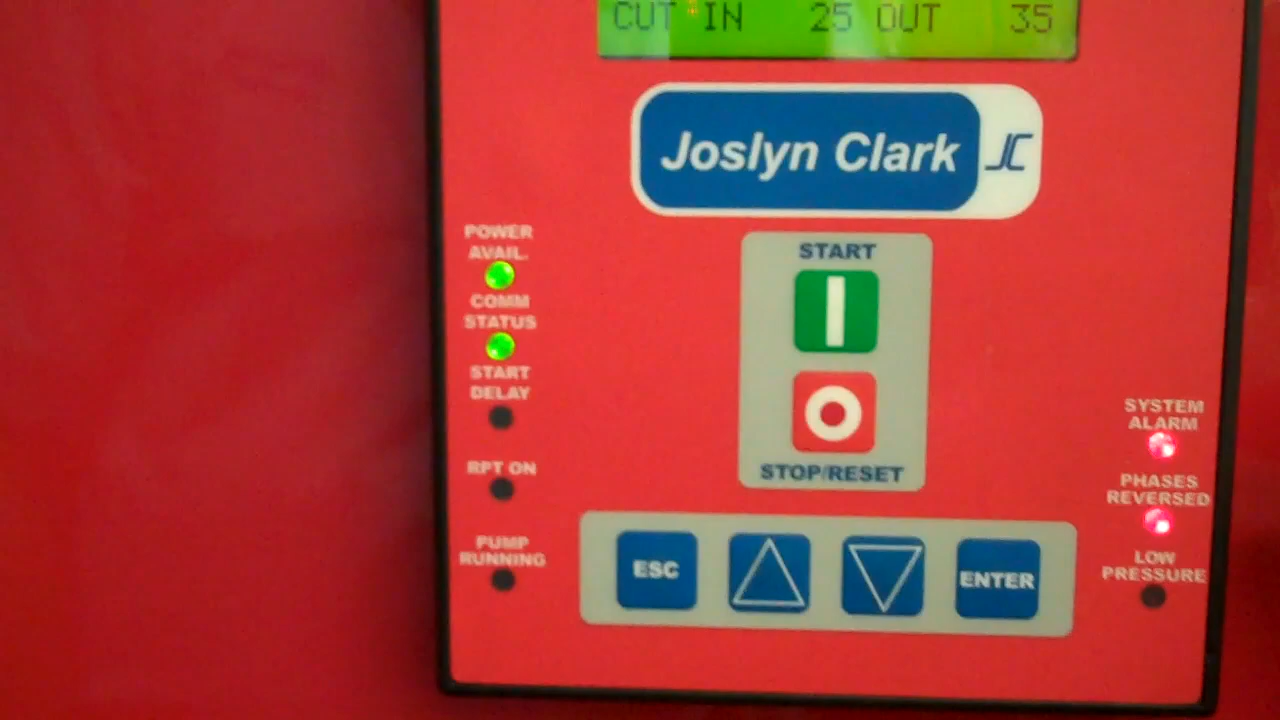 CUT IN 25 OUT 35
Joslyn Clark JC
POWER
AVAIL.
COMM
STATUS
START
DELAY
RPT ON
PUMP
RUNNING
START
STOP/RESET
ESC
ENTER
SYSTEM
ALARM
PHASES
REVERSED
LOW
PRESSURE